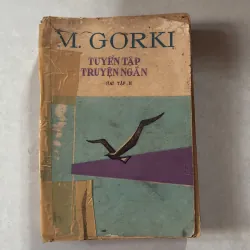 M. GORKI
TUYỂN TẬP
TRUYỆN NGẮN